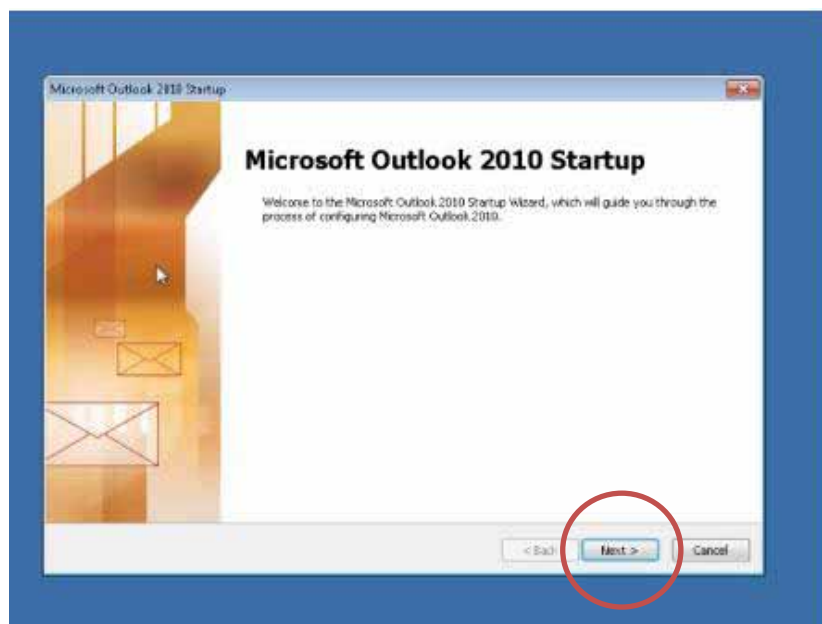 Microsoft Outlook 2010 Startup
Microsoft Outlook 2010 Startup
Welcome to the Microsoft Outlook 2010 Startup Wizard, which will guide you through the
process of configuring Microsoft Outlook 2010.
< Back Next > Cancel